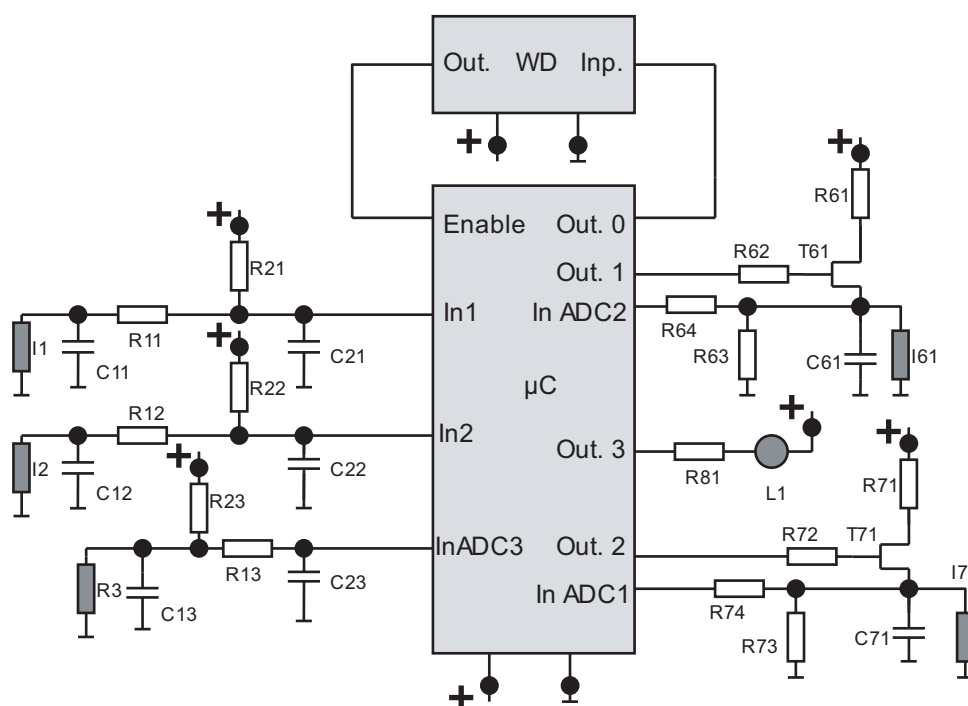 Out. WD Inp.
+
+
R61
Enable Out. 0
+
R62 T61
R21
Out. 1
In1 In ADC2
+
R64
I1
R11
C21
R63
C61
I61
C11
R22
µC
+
R12
In2
Out. 3
+
I2
+
C22
R81
R71
C12
L1
R23
InADC3
Out. 2
R72 T71
R3
R13
C23
In ADC1
I7
C13
R74
C71
R73
+